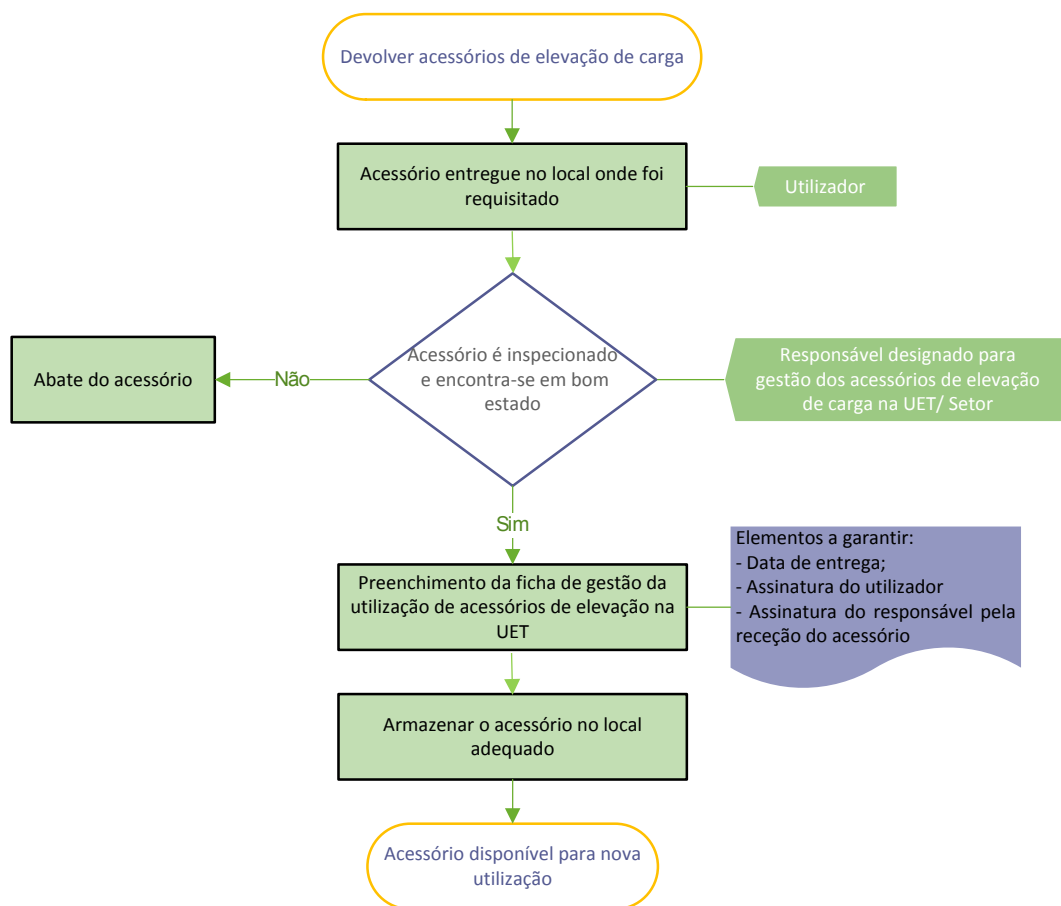 Devolver acessórios de elevação de carga
Acessório entregue no local onde foi
requisitado
Utilizador
Acessório é inspecionado
e encontra-se em bom
estado
Não
Abate do acessório
Responsável designado para
gestão dos acessórios de elevação
de carga na UET/ Setor
Sim
Preenchimento da ficha de gestão da
utilização de acessórios de elevação na
UET
Elementos a garantir:
- Data de entrega;
- Assinatura do utilizador
- Assinatura do responsável pela
receção do acessório
Armazenar o acessório no local
adequado
Acessório disponível para nova
utilização